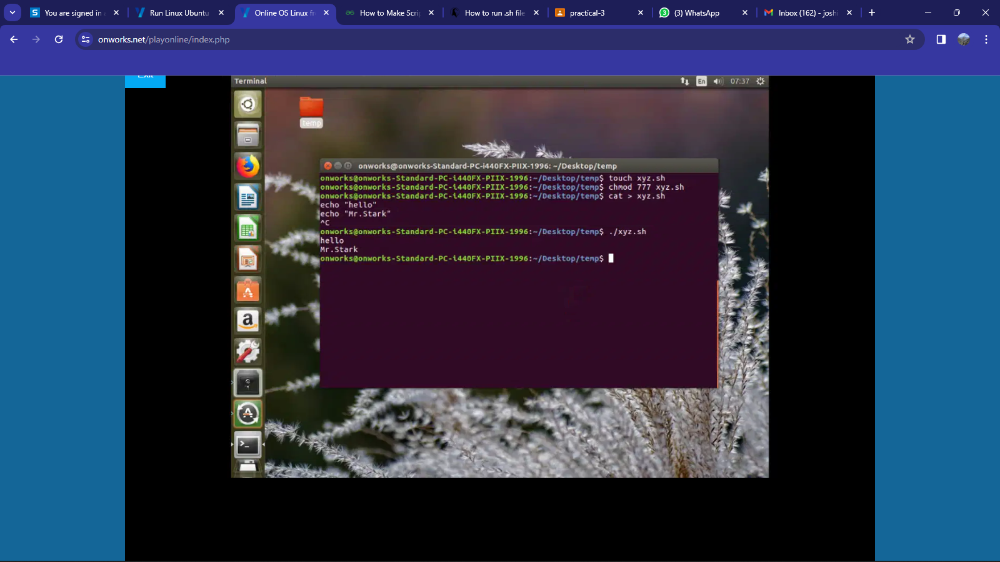 You are signed in a
Run Linux Ubuntu
Online OS Linux fr
How to Make Scrip
How to run .sh file
practical-3
(3) WhatsApp
Inbox (162) - joshi
onworks.net/playonline/index.php
Exit
Terminal
En
07:37
temp
onworks@onworks-Standard-PC-i440FX-PIIX-1996: ~/Desktop/temp
onworks@onworks-Standard-PC-i440FX-PIIX-1996:~/Desktop/temp$ touch xyz.sh
onworks@onworks-Standard-PC-i440FX-PIIX-1996:~/Desktop/temp$ chmod 777 xyz.sh
onworks@onworks-Standard-PC-i440FX-PIIX-1996:~/Desktop/temp$ cat > xyz.sh
echo "hello"
echo "Mr.Stark"
^C
onworks@onworks-Standard-PC-i440FX-PIIX-1996:~/Desktop/temp$ ./xyz.sh
hello
Mr.Stark
onworks@onworks-Standard-PC-i440FX-PIIX-1996:~/Desktop/temp$